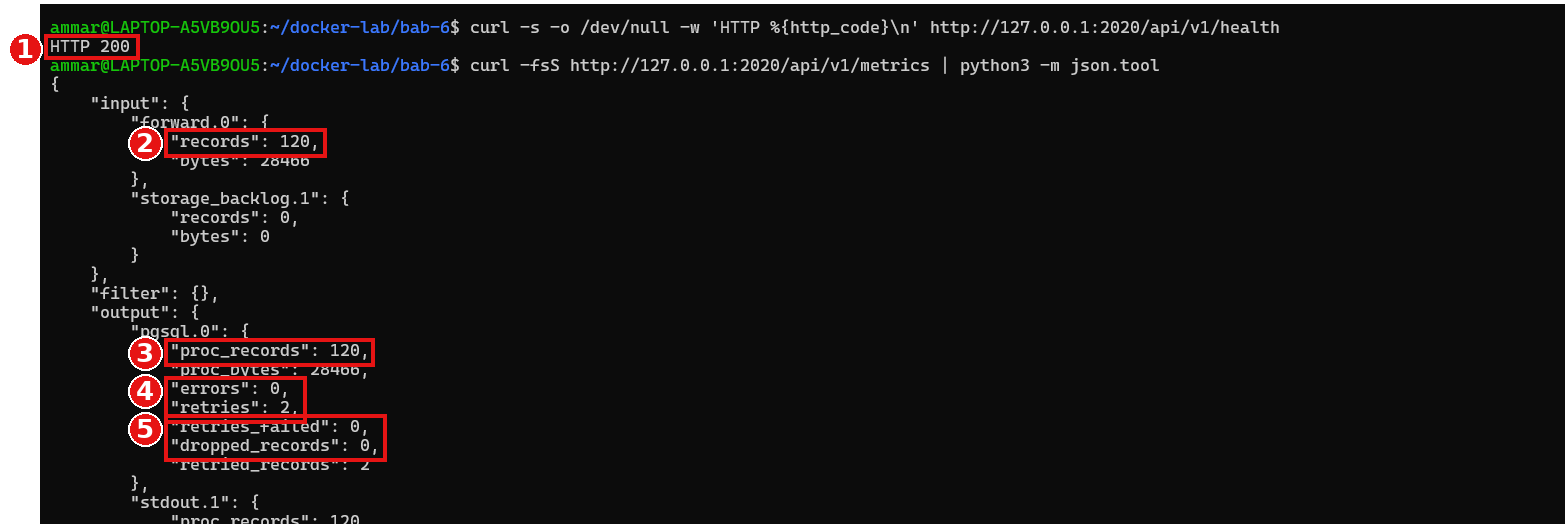 ammar@LAPTOP-A5VB9OU5:~/docker-lab/bab-6$ curl -s -o /dev/null -w 'HTTP %{http_code}\n' http://127.0.0.1:2020/api/v1/health
1 HTTP 200
ammar@LAPTOP-A5VB9OU5:~/docker-lab/bab-6$ curl -fsS http://127.0.0.1:2020/api/v1/metrics | python3 -m json.tool
{
    "input": {
        "forward.0": {
2           "records": 120,
            "bytes": 28466
        },
        "storage_backlog.1": {
            "records": 0,
            "bytes": 0
        }
    },
    "filter": {},
    "output": {
        "pgsql.0": {
3           "proc_records": 120,
            "proc_bytes": 28466,
4           "errors": 0,
            "retries": 2,
5           "retries_failed": 0,
            "dropped_records": 0,
            "retried_records": 2
        },
        "stdout.1": {
            "proc_records": 120